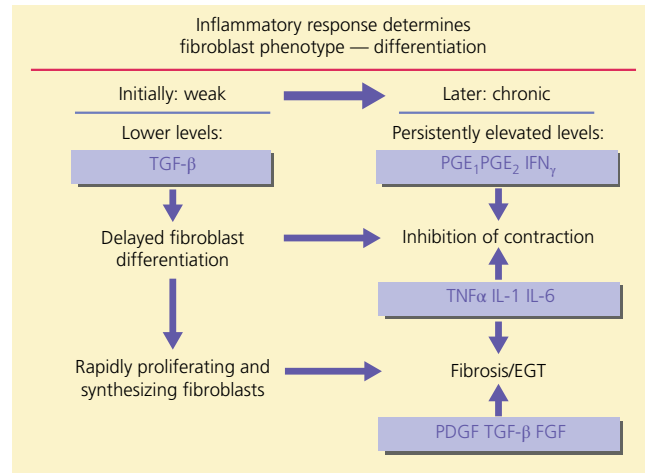 Inflammatory response determines
fibroblast phenotype — differentiation
Initially: weak
Later: chronic
Lower levels:
Persistently elevated levels:
TGF-β
PGE₁PGE₂ IFNᵧ
Delayed fibroblast
differentiation
Inhibition of contraction
TNFα IL-1 IL-6
Rapidly proliferating and
synthesizing fibroblasts
Fibrosis/EGT
PDGF TGF-β FGF